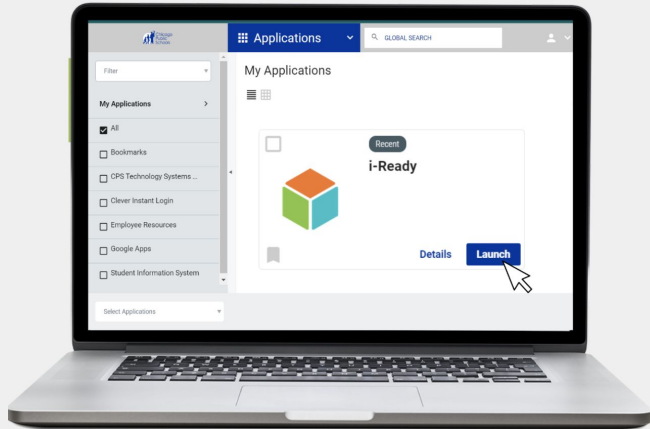 Chicago
Public
Schools
Applications
GLOBAL SEARCH
Filter
My Applications
My Applications
All
Bookmarks
CPS Technology Systems ...
Clever Instant Login
Employee Resources
Google Apps
Student Information System
Select Applications
Recent
i-Ready
Details
Launch